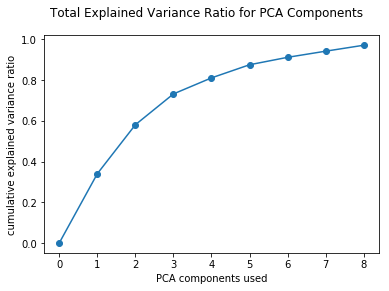 Total Explained Variance Ratio for PCA Components
1.0
0.8
0.6
0.4
0.2
0.0
cumulative explained variance ratio
0 1 2 3 4 5 6 7 8
PCA components used